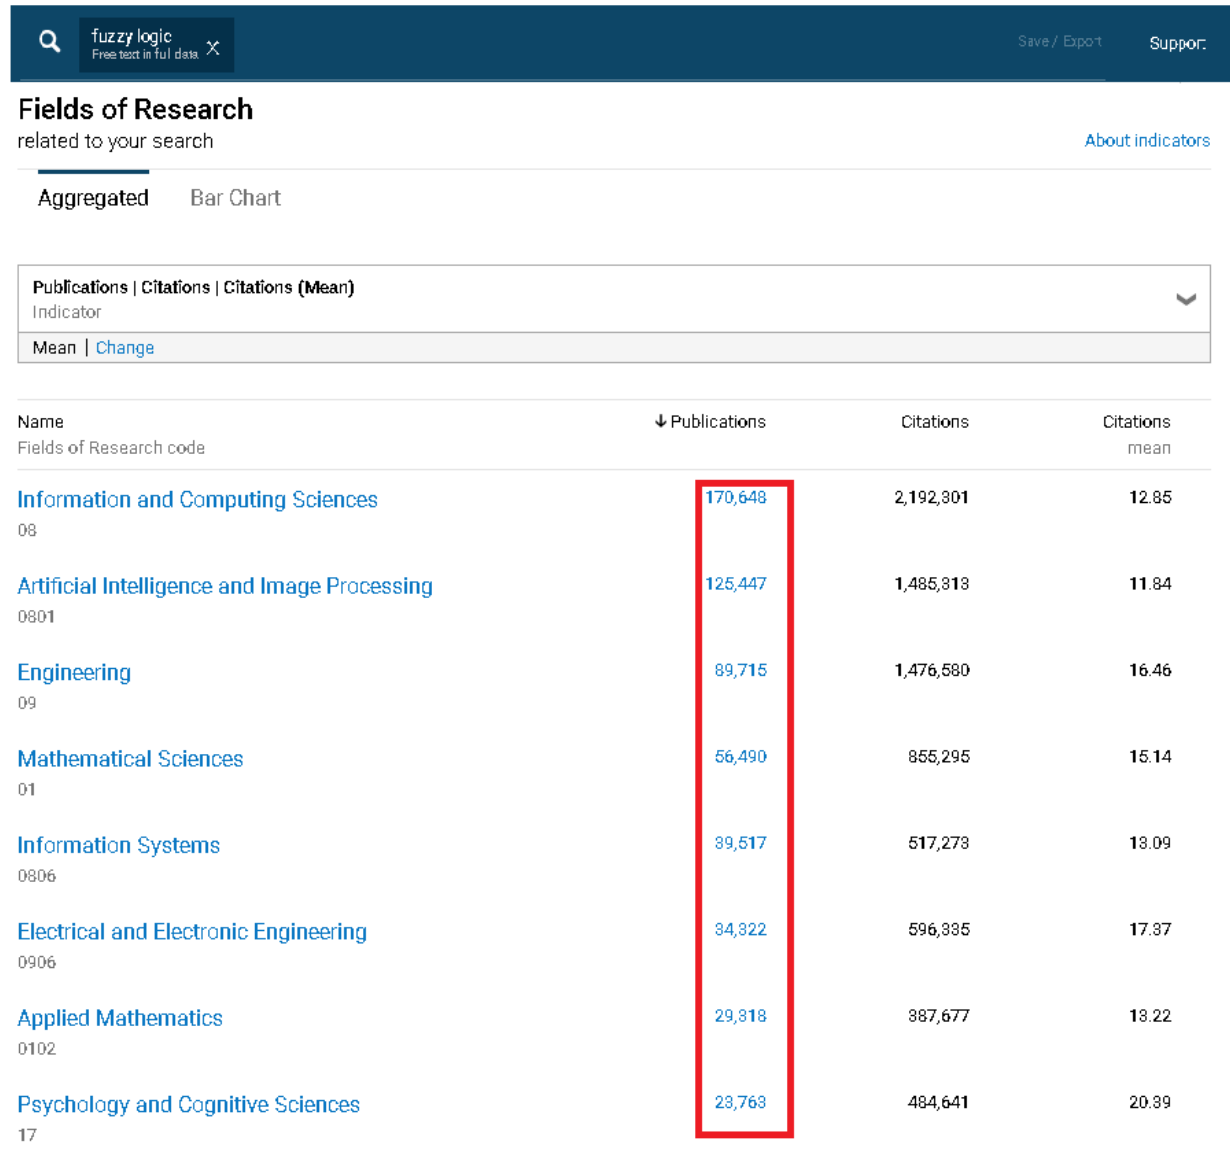 fuzzy logic
Free text in full data X
Save / Export
Support
Fields of Research
related to your search
About indicators
Aggregated Bar Chart
Publications | Citations | Citations (Mean)
Indicator
Mean | Change
Name ↓ Publications Citations Citations
Fields of Research code mean
Information and Computing Sciences 170,648 2,192,301 12.85
08
Artificial Intelligence and Image Processing 125,447 1,485,313 11.84
0801
Engineering 89,715 1,476,580 16.46
09
Mathematical Sciences 56,490 855,295 15.14
01
Information Systems 39,517 517,273 13.09
0806
Electrical and Electronic Engineering 34,322 596,335 17.37
0906
Applied Mathematics 29,318 387,677 13.22
0102
Psychology and Cognitive Sciences 23,763 484,641 20.39
17